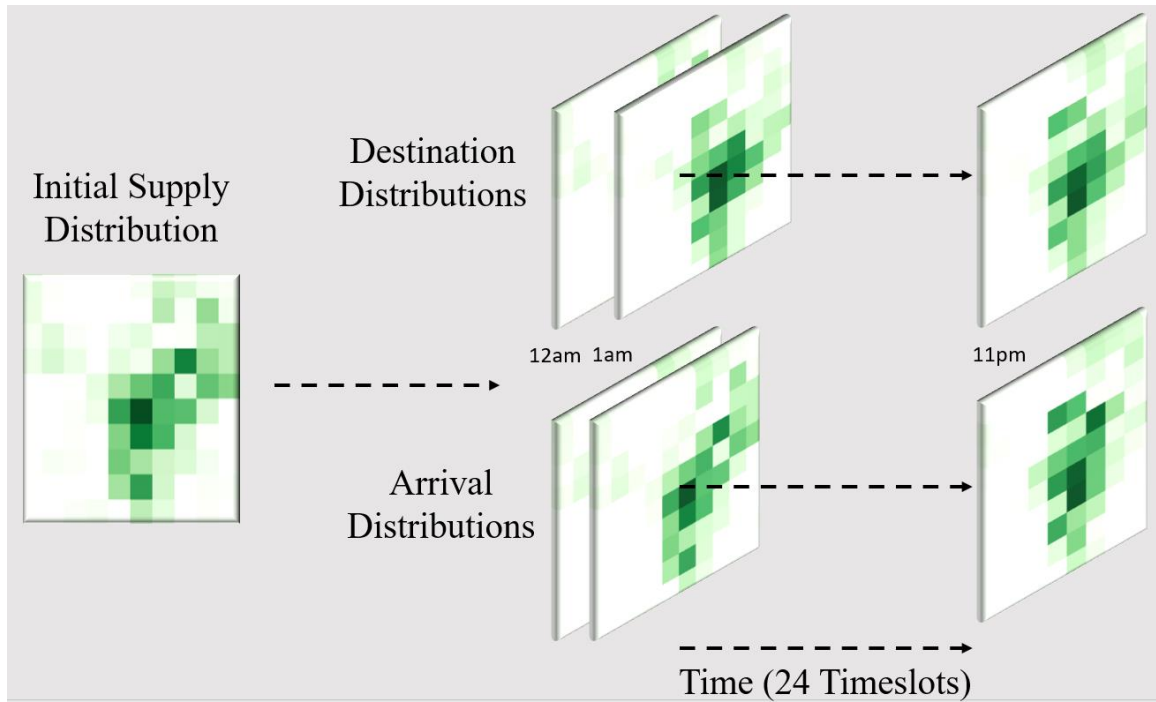 Initial Supply
Distribution
Destination
Distributions
12am
1am
11pm
Arrival
Distributions
Time (24 Timeslots)